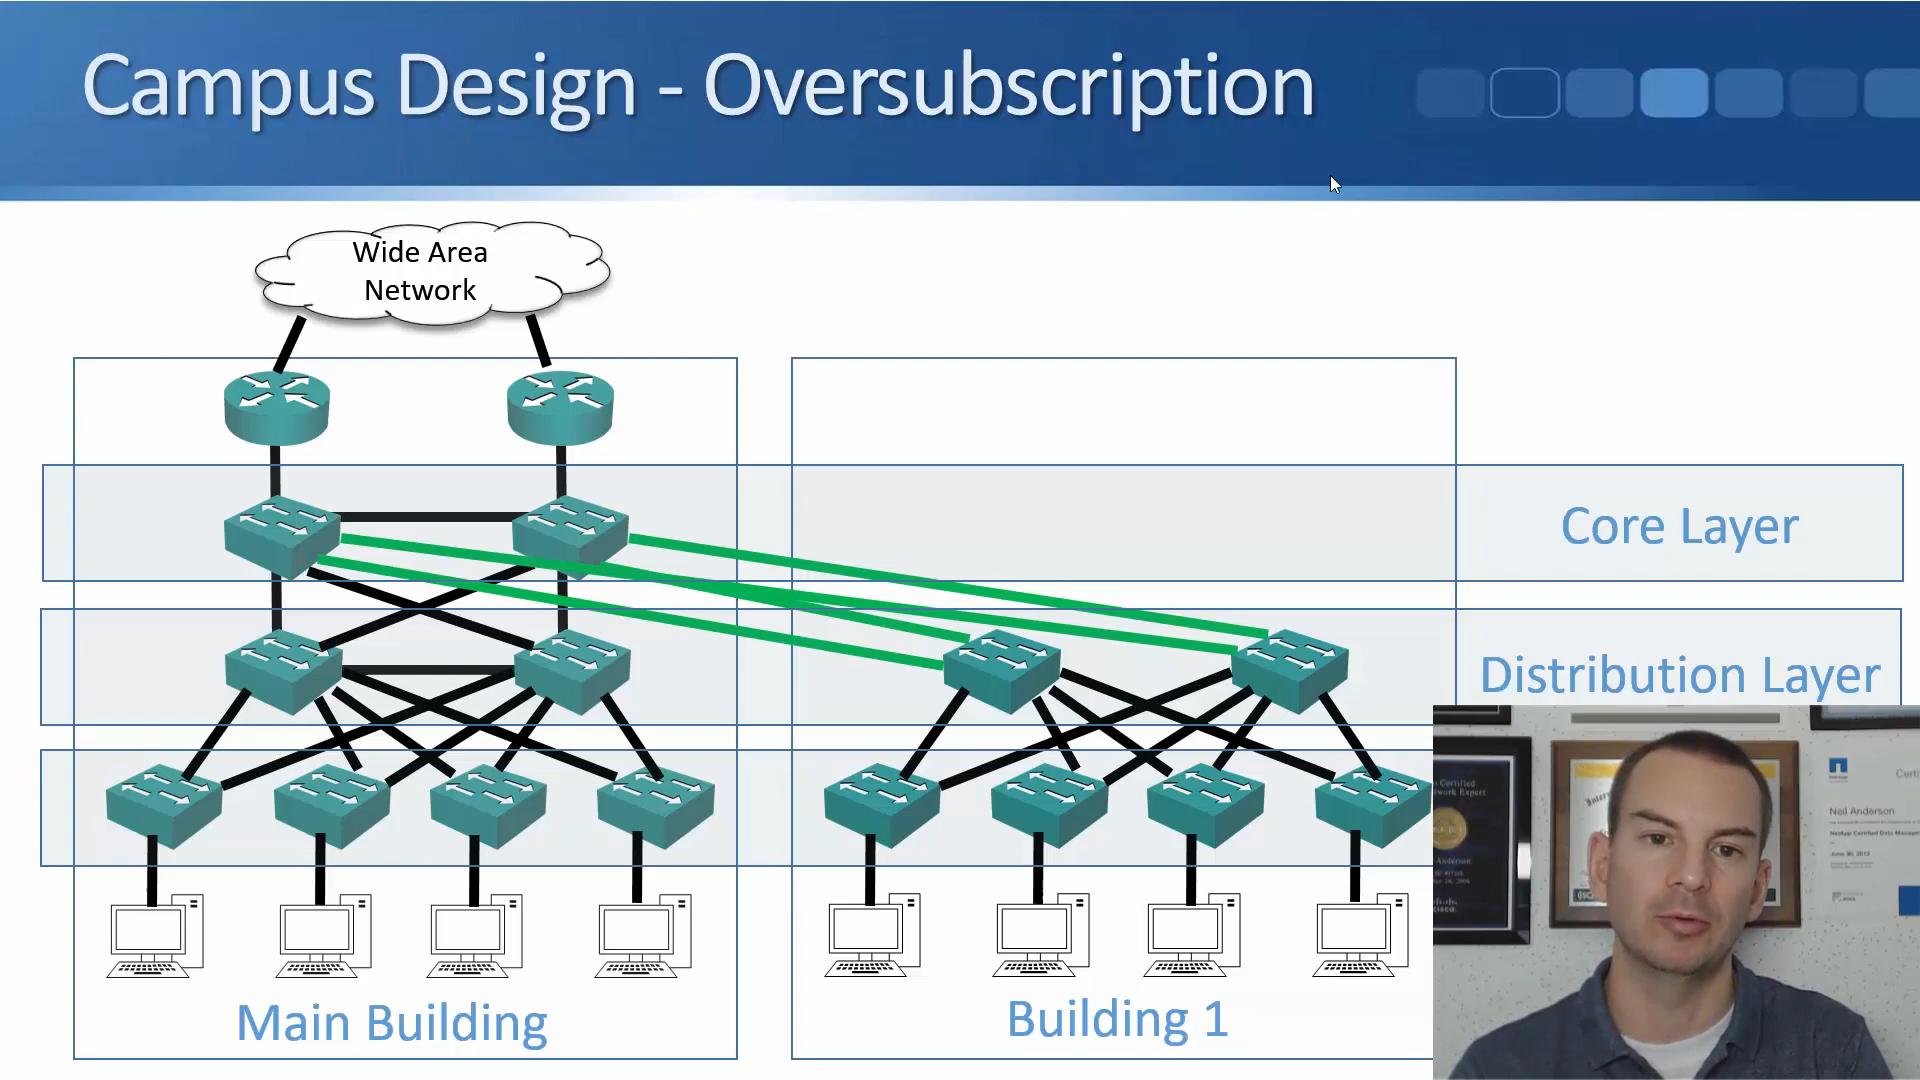 Campus Design - Oversubscription
Wide Area
Network
Core Layer
Distribution Layer
Main Building
Building 1
Neil Anderson